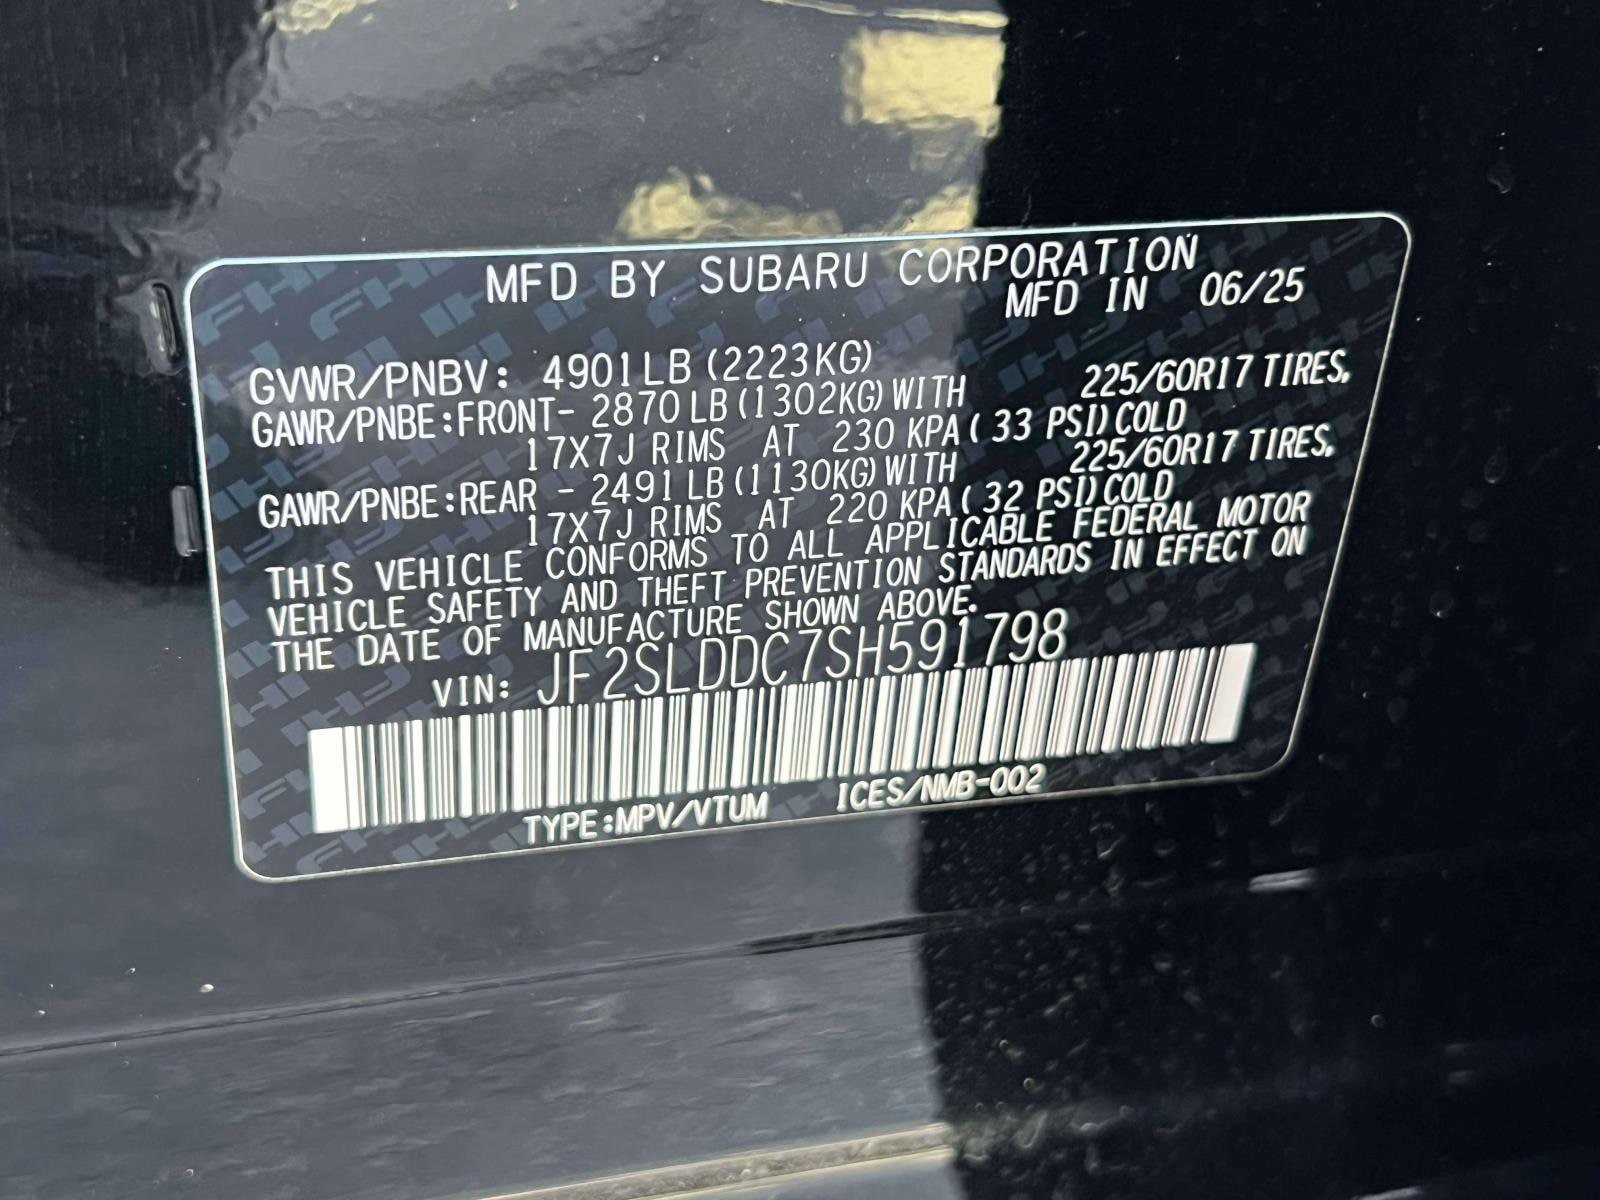 MFD BY SUBARU CORPORATION
MFD IN 06/25
GVWR/PNBV: 4901LB (2223KG)
GAWR/PNBE:FRONT- 2870 LB (1302KG) WITH 225/60R17 TIRES,
17X7J RIMS AT 230 KPA ( 33 PSI) COLD
GAWR/PNBE:REAR - 2491 LB (1130KG) WITH 225/60R17 TIRES,
17X7J RIMS AT 220 KPA ( 32 PSI) COLD
THIS VEHICLE CONFORMS TO ALL APPLICABLE FEDERAL MOTOR
VEHICLE SAFETY AND THEFT PREVENTION STANDARDS IN EFFECT ON
THE DATE OF MANUFACTURE SHOWN ABOVE.
VIN: JF2SLDDC7SH591798
TYPE:MPV/VTUM ICES/NMB-002